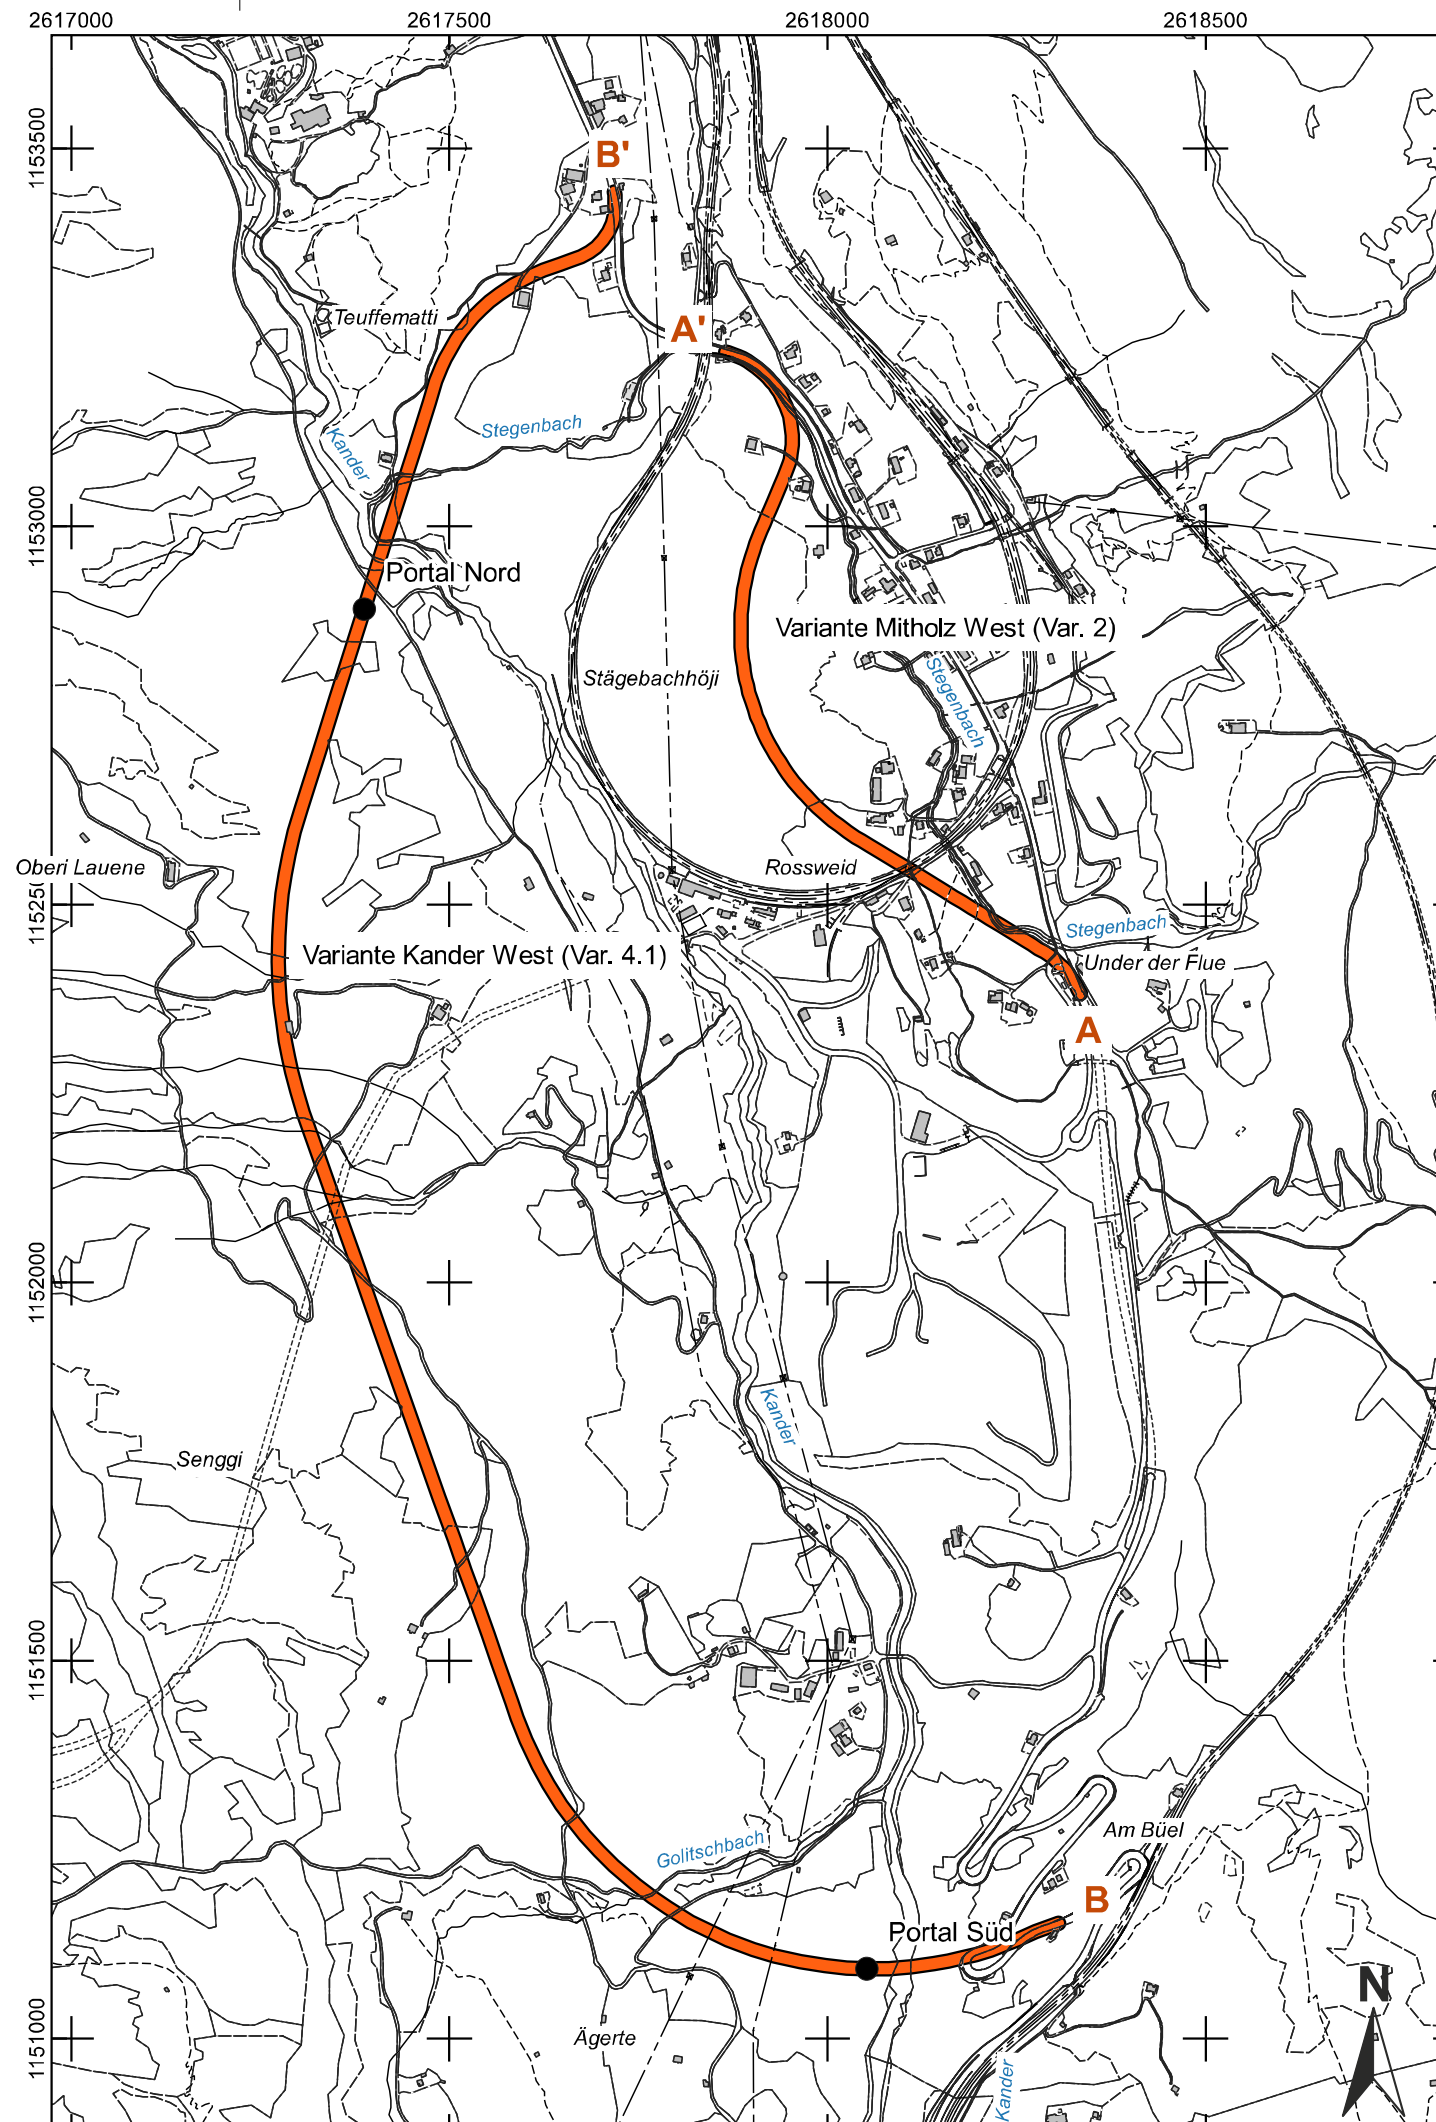 2617000
2617500
2618000
2618500
1153500
B'
A'
Teuffematti
Stegenbach
Kander
1153000
Portal Nord
Variante Mitholz West (Var. 2)
Stägebachhöji
Stegenbach
Oberi Lauene
Rossweid
115250
Stegenbach
Variante Kander West (Var. 4.1)
Under der Flue
A
1152000
Kander
Senggi
1151500
Golitschbach
Am Büel
B
Portal Süd
N
1151000
Ägerte
Kander